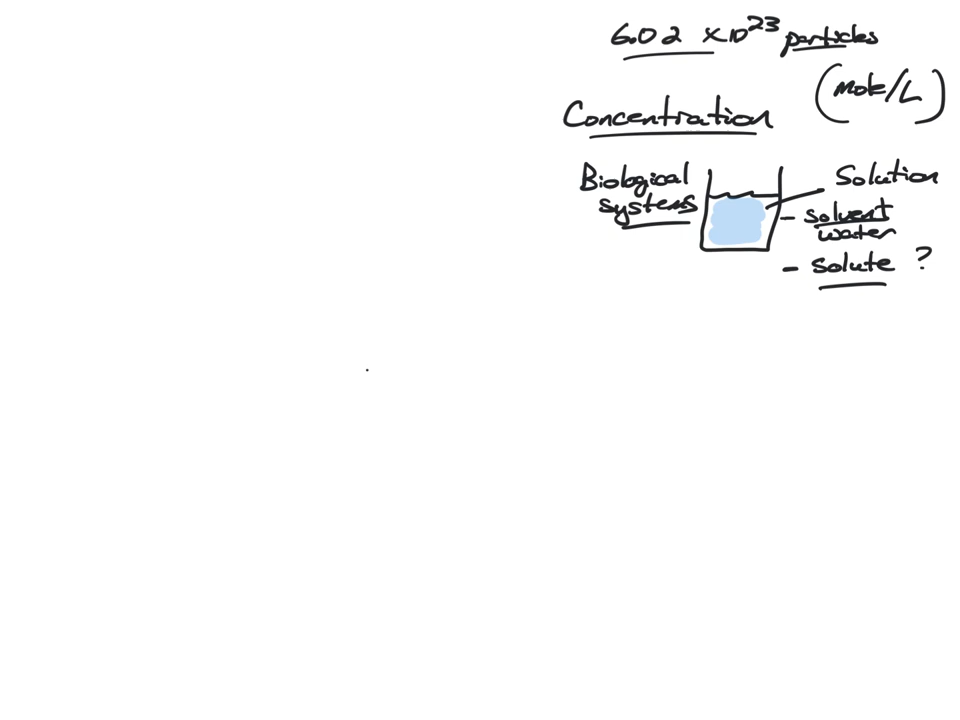 6.02 x10^23 particles
(mole/L)
Concentration
Biological
systems
Solution
- solvent
water
- solute ?